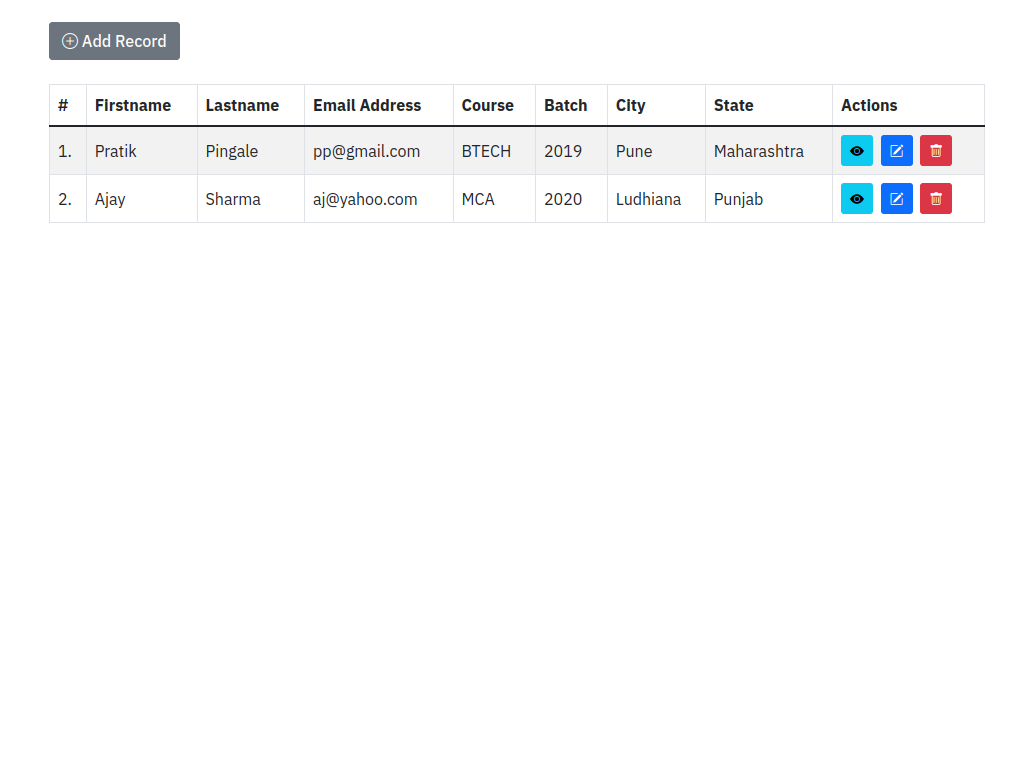 Add Record
# Firstname Lastname Email Address Course Batch City State Actions
1. Pratik Pingale pp@gmail.com BTECH 2019 Pune Maharashtra
2. Ajay Sharma aj@yahoo.com MCA 2020 Ludhiana Punjab